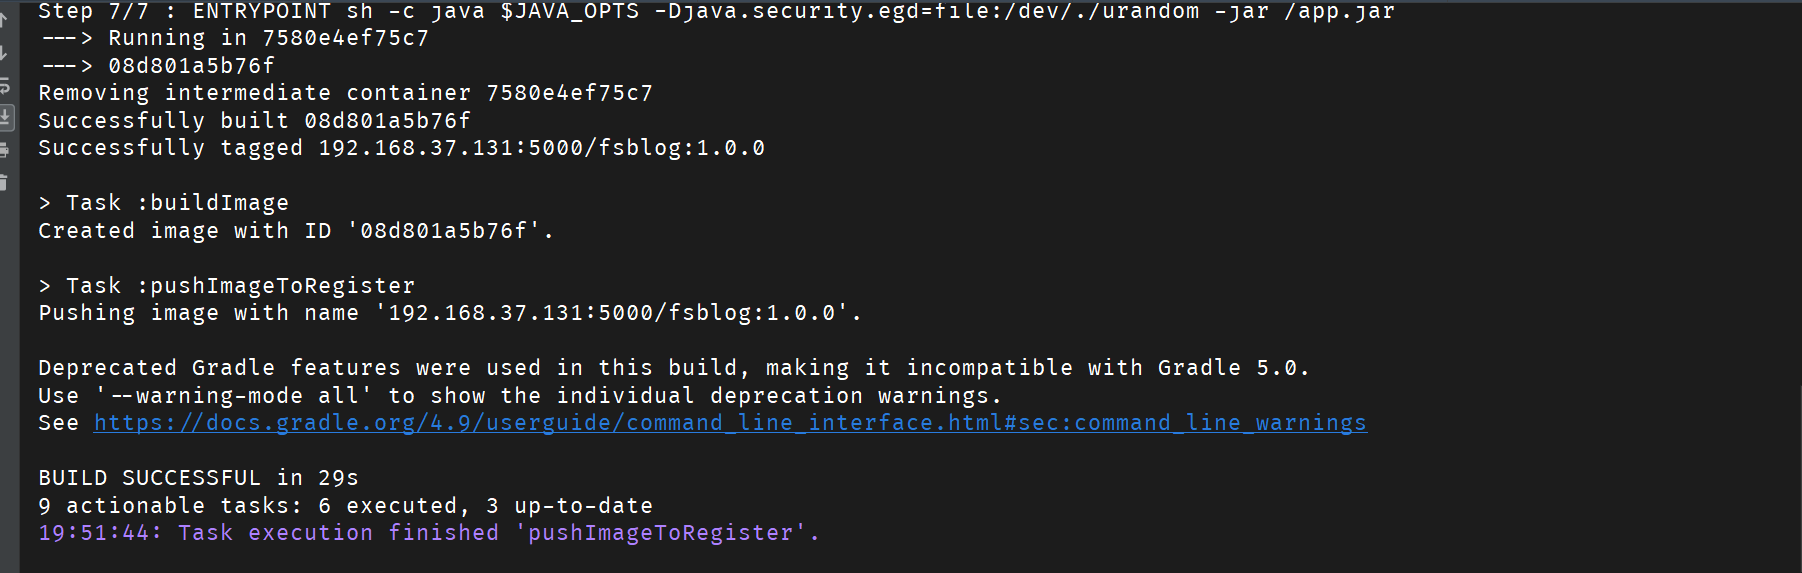 Step 7/7 : ENTRYPOINT sh -c java $JAVA_OPTS -Djava.security.egd=file:/dev/./urandom -jar /app.jar
---> Running in 7580e4ef75c7
---> 08d801a5b76f
Removing intermediate container 7580e4ef75c7
Successfully built 08d801a5b76f
Successfully tagged 192.168.37.131:5000/fsblog:1.0.0
> Task :buildImage
Created image with ID '08d801a5b76f'.
> Task :pushImageToRegister
Pushing image with name '192.168.37.131:5000/fsblog:1.0.0'.
Deprecated Gradle features were used in this build, making it incompatible with Gradle 5.0.
Use '--warning-mode all' to show the individual deprecation warnings.
See https://docs.gradle.org/4.9/userguide/command_line_interface.html#sec:command_line_warnings
BUILD SUCCESSFUL in 29s
9 actionable tasks: 6 executed, 3 up-to-date
19:51:44: Task execution finished 'pushImageToRegister'.